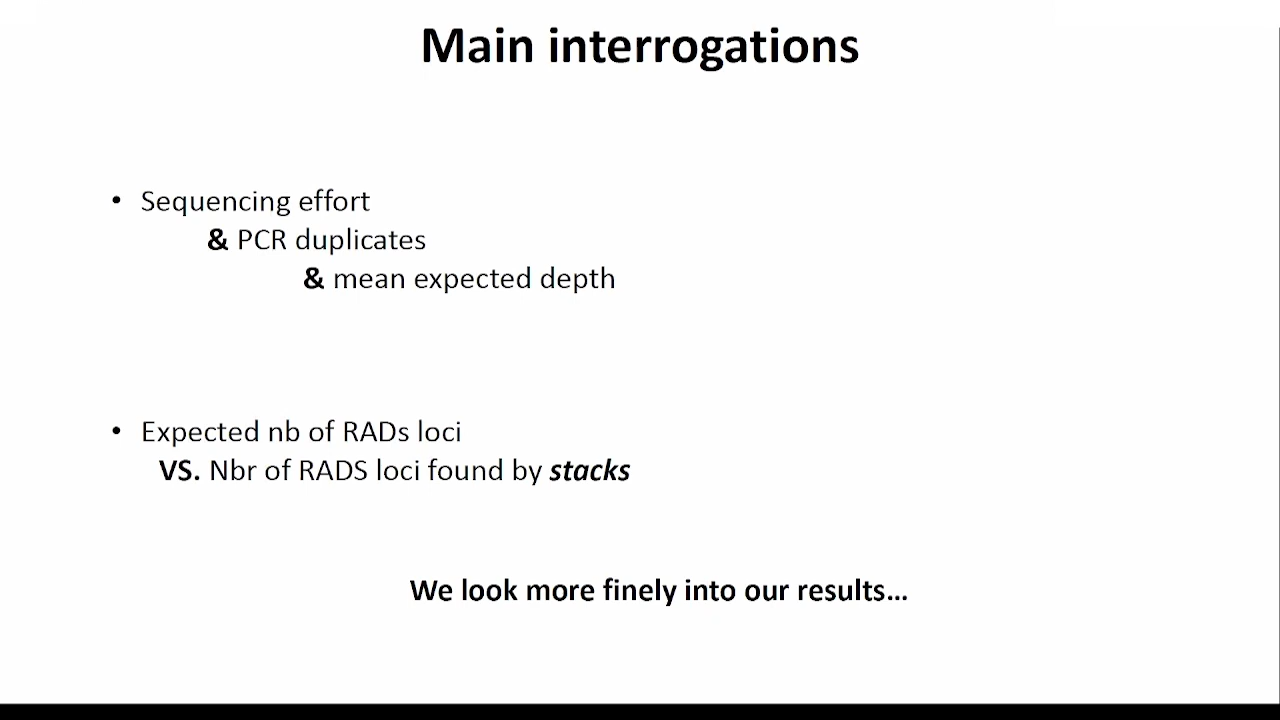 Main interrogations
• Sequencing effort
& PCR duplicates
& mean expected depth
• Expected nb of RADs loci
VS. Nbr of RADS loci found by stacks
We look more finely into our results…